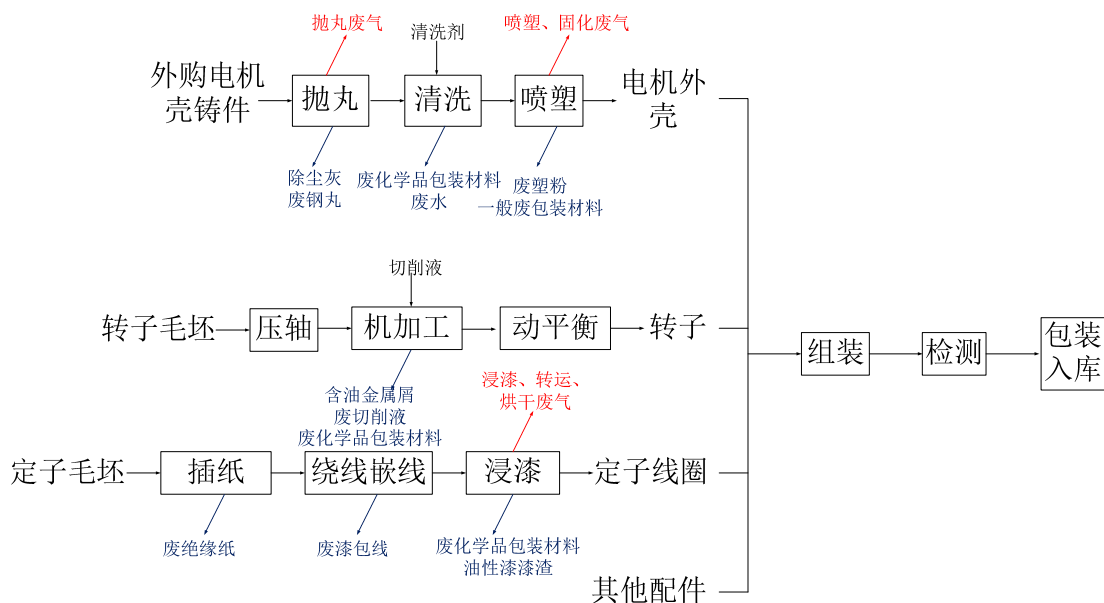 抛丸废气
清洗剂
喷塑、固化废气
外购电机
壳铸件
抛丸
清洗
喷塑
电机外
壳
除尘灰
废钢丸
废化学品包装材料
废水
废塑粉
一般废包装材料
切削液
转子毛坯
压轴
机加工
动平衡
转子
组装
检测
包装
入库
含油金属屑
废切削液
废化学品包装材料
浸漆、转运、
烘干废气
定子毛坯
插纸
绕线嵌线
浸漆
定子线圈
废绝缘纸
废漆包线
废化学品包装材料
油性漆漆渣
其他配件